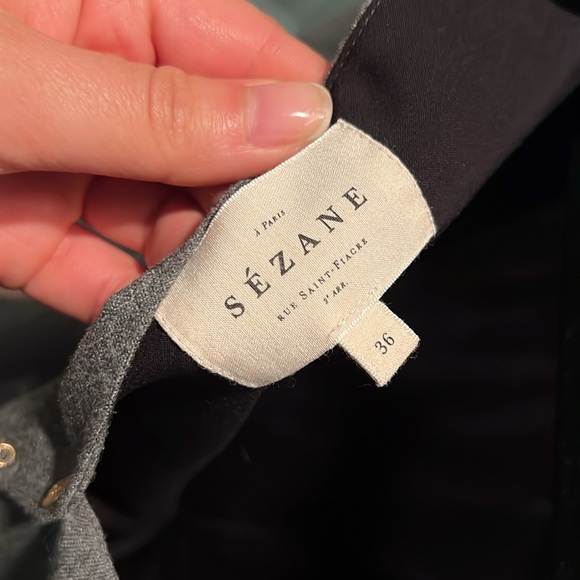 À PARIS
SÉZANE
RUE SAINT-FIACRE
2E ARR.
36